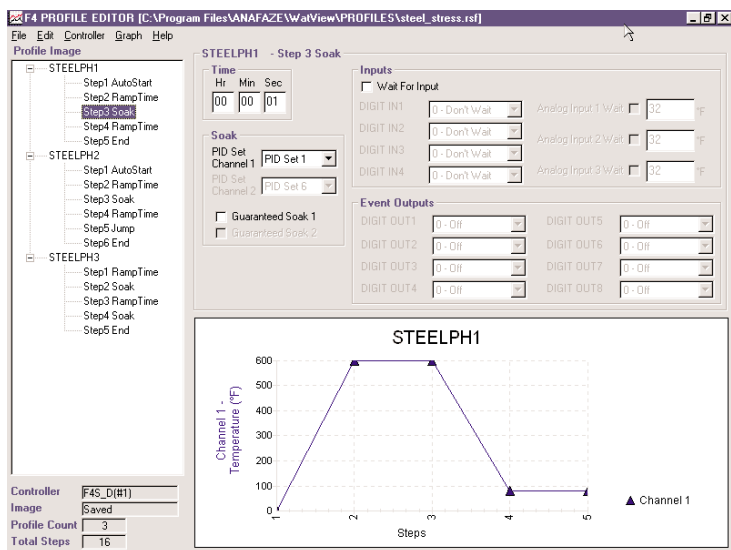 F4 PROFILE EDITOR [C:\Program Files\ANAFAZE\WatView\PROFILES\steel_stress.rsf]
File Edit Controller Graph Help
Profile Image
STEELPH1
Step1 AutoStart
Step2 RampTime
Step3 Soak
Step4 RampTime
Step5 End
STEELPH2
Step1 AutoStart
Step2 RampTime
Step3 Soak
Step4 RampTime
Step5 Jump
Step6 End
STEELPH3
Step1 RampTime
Step2 Soak
Step3 RampTime
Step4 Soak
Step5 End
Controller F4S_D(#1)
Image Saved
Profile Count 3
Total Steps 16
STEELPH1 - Step 3 Soak
Time
Hr Min Sec
00 00 01
Soak
PID Set
Channel 1 PID Set 1
PID Set
Channel 2 PID Set 6
Guaranteed Soak 1
Guaranteed Soak 2
Inputs
Wait For Input
DIGIT IN1 0 - Don't Wait Analog Input 1 Wait 32 °F
DIGIT IN2 0 - Don't Wait Analog Input 2 Wait 32 °F
DIGIT IN3 0 - Don't Wait Analog Input 3 Wait 32 °F
DIGIT IN4 0 - Don't Wait
Event Outputs
DIGIT OUT1 0 - Off DIGIT OUT5 0 - Off
DIGIT OUT2 0 - Off DIGIT OUT6 0 - Off
DIGIT OUT3 0 - Off DIGIT OUT7 0 - Off
DIGIT OUT4 0 - Off DIGIT OUT8 0 - Off
STEELPH1
Channel 1 -
Temperature (°F)
600
500
400
300
200
100
0
1 2 3 4 5
Steps
Channel 1